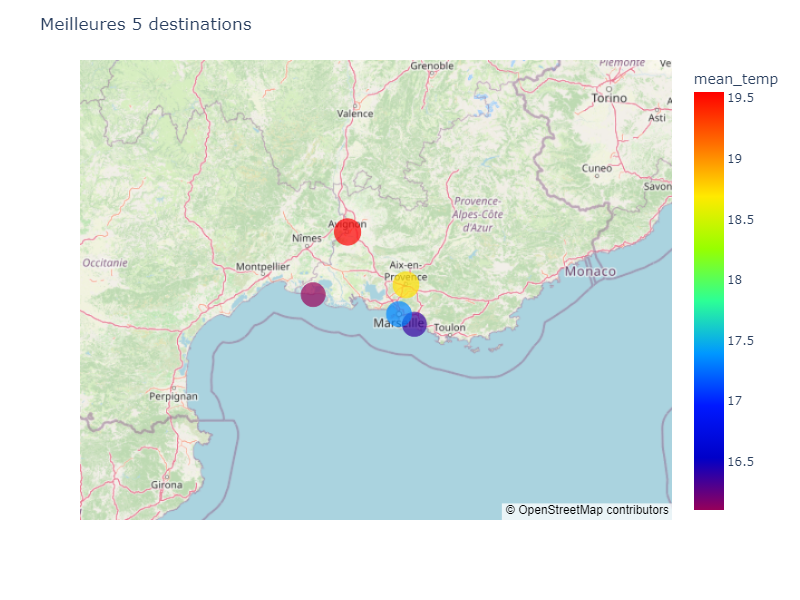 Meilleures 5 destinations
mean_temp
19.5
19
18.5
18
17.5
17
16.5
Grenoble
Piemonte
Torino
Asti
Valence
Cuneo
Savon
Provence-
Alpes-Côte
d'Azur
Avignon
Nîmes
Occitanie
Montpellier
Aix-en-
Provence
Monaco
Marseille
Toulon
Perpignan
Girona
© OpenStreetMap contributors